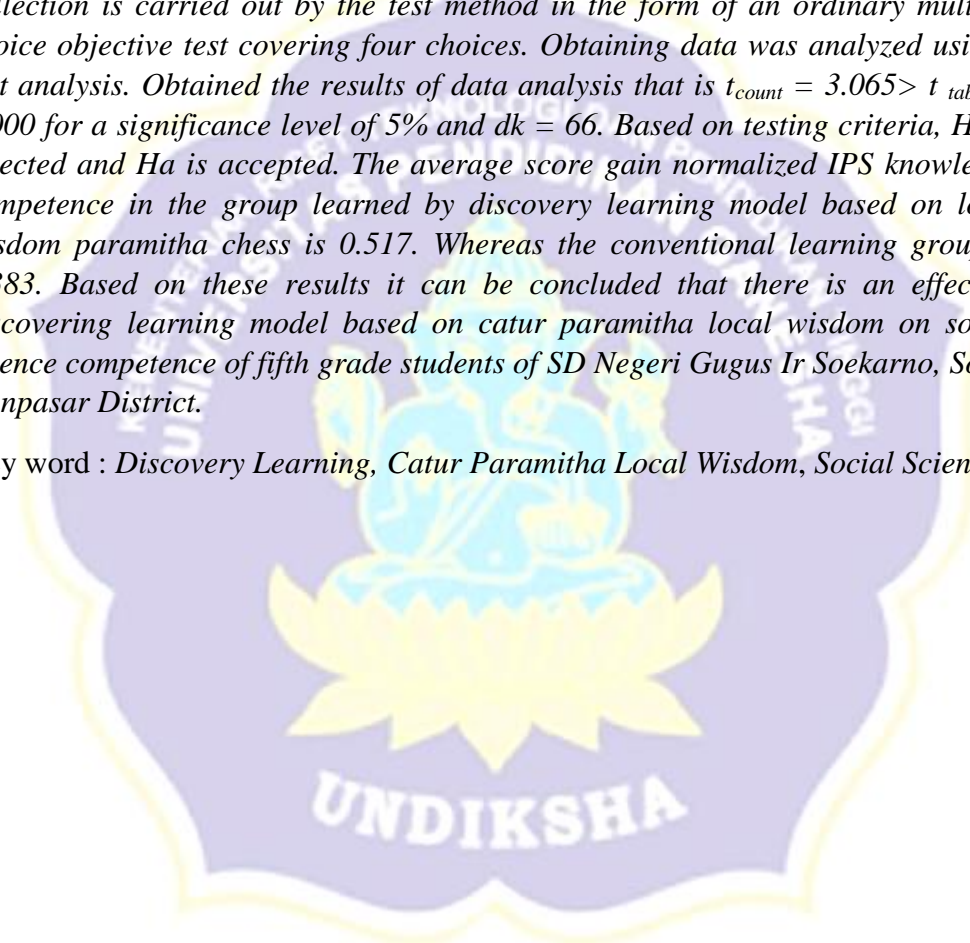 llection is carried out by the test method in the form of an ordinary multi
oice objective test covering four choices. Obtaining data was analyzed usi
t analysis. Obtained the results of data analysis that is tcount = 3.065> t tab
000 for a significance level of 5% and dk = 66. Based on testing criteria, H
ected and Ha is accepted. The average score gain normalized IPS knowle
mpetence in the group learned by discovery learning model based on lo
sdom paramitha chess is 0.517. Whereas the conventional learning group
383. Based on these results it can be concluded that there is an effec
covering learning model based on catur paramitha local wisdom on so
ence competence of fifth grade students of SD Negeri Gugus Ir Soekarno, So
npasar District.
y word : Discovery Learning, Catur Paramitha Local Wisdom, Social Scien
UNDIKSHA